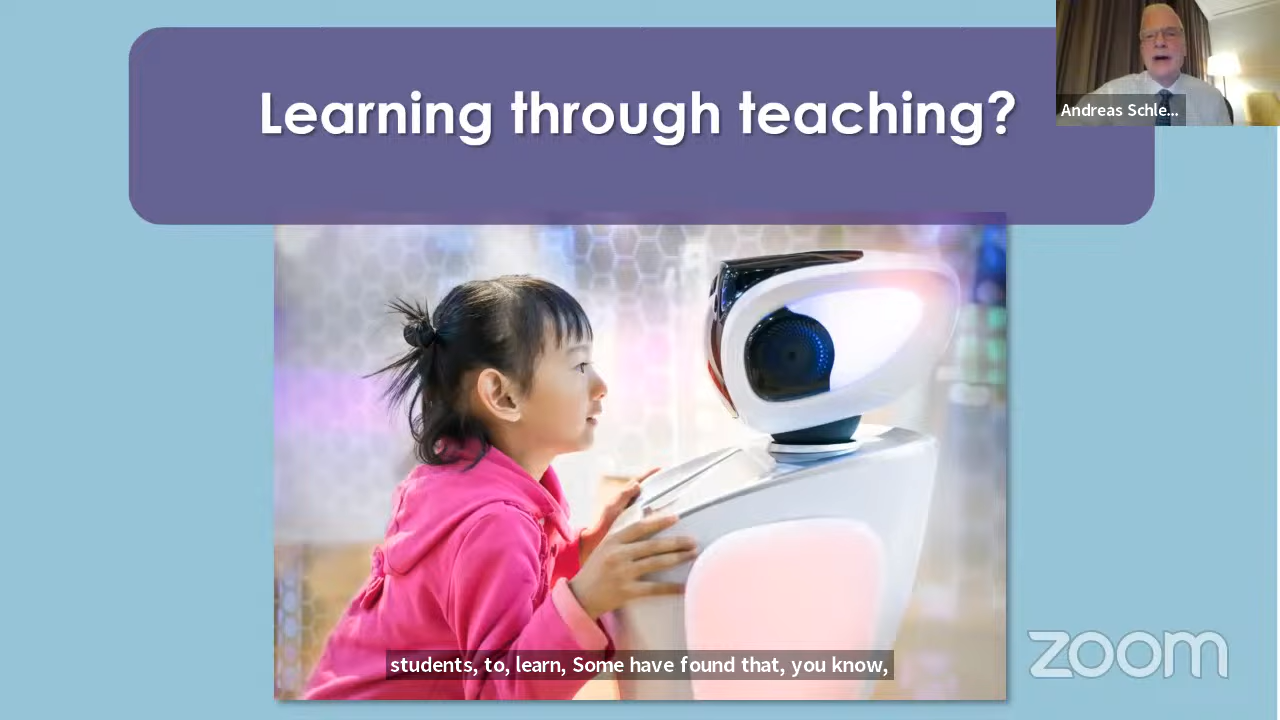 Learning through teaching?
Andreas Schle...
students, to, learn, Some have found that, you know,
zoom